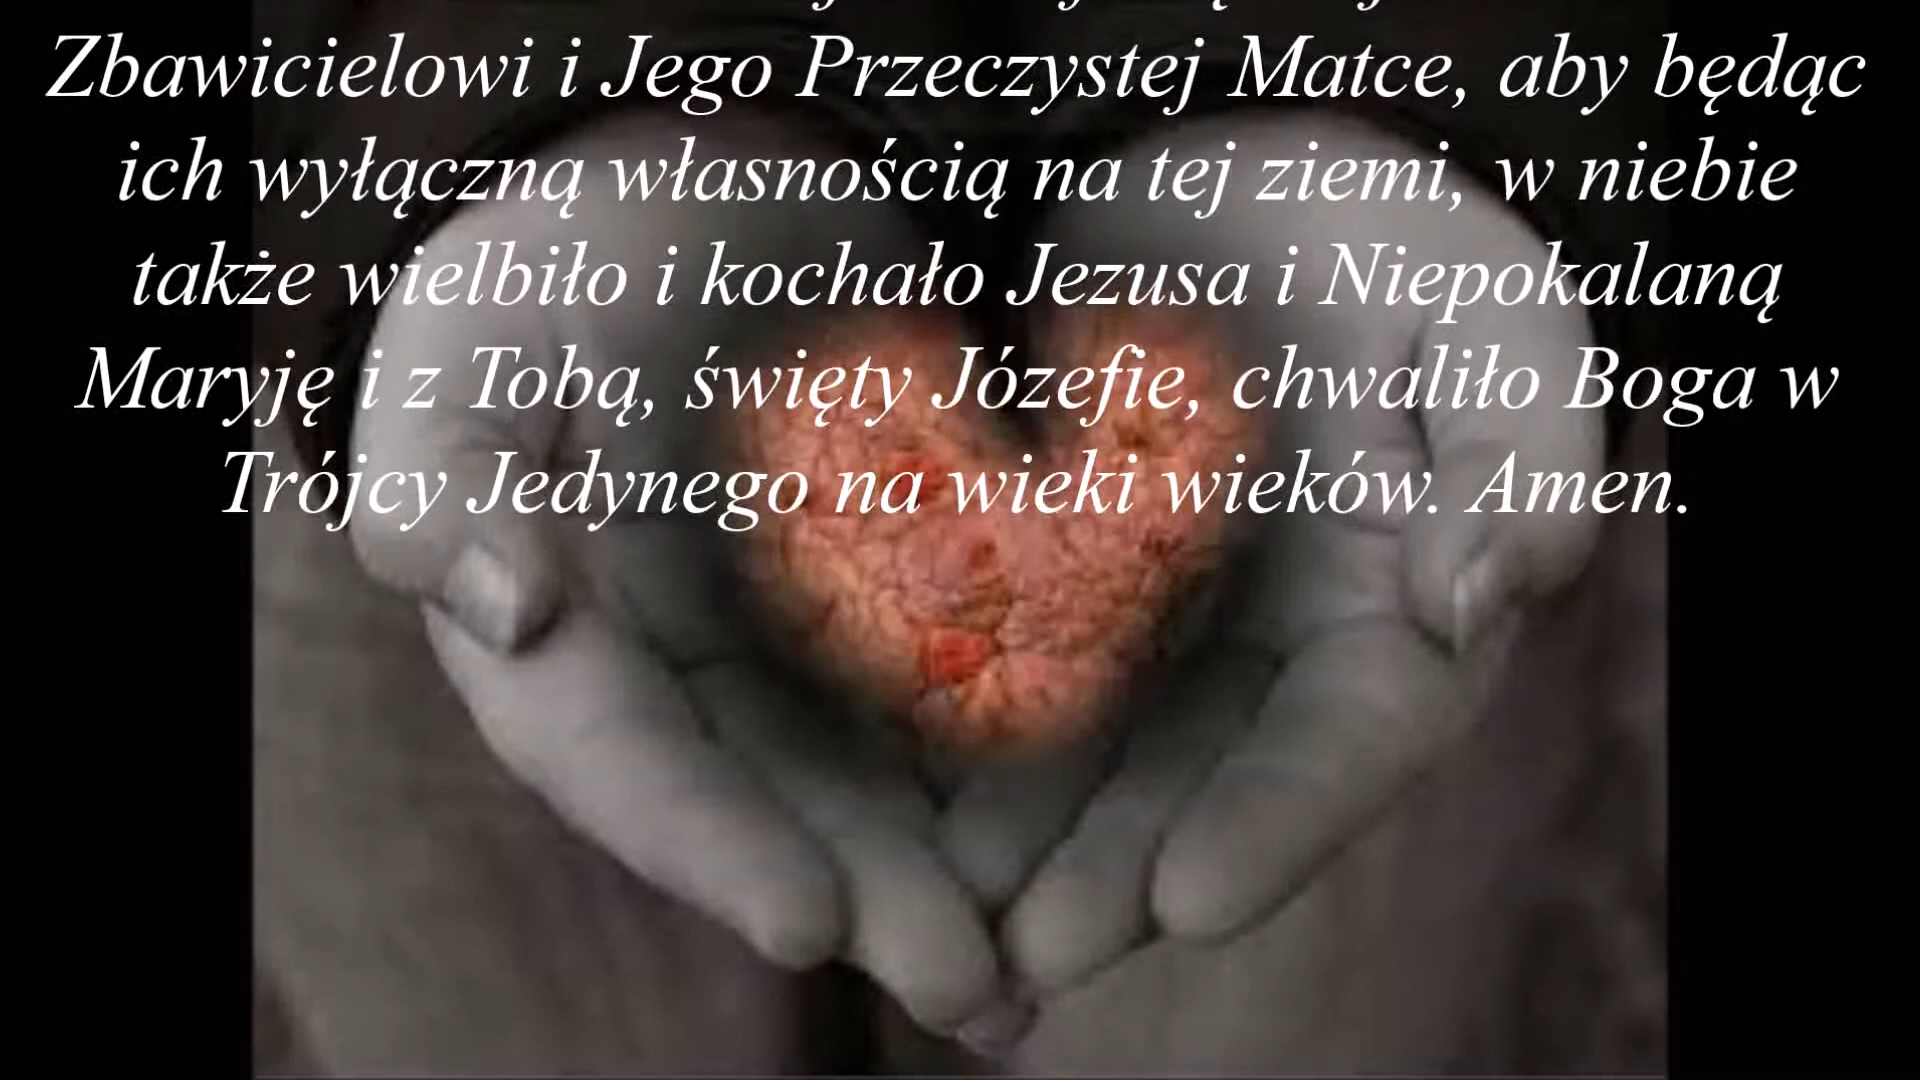 Zbawicielowi i Jego Przeczystej Matce, aby będąc
ich wyłączną własnością na tej ziemi, w niebie
także wielbiło i kochało Jezusa i Niepokalaną
Maryję i z Tobą, święty Józefie, chwaliło Boga w
Trójcy Jedynego na wieki wieków. Amen.